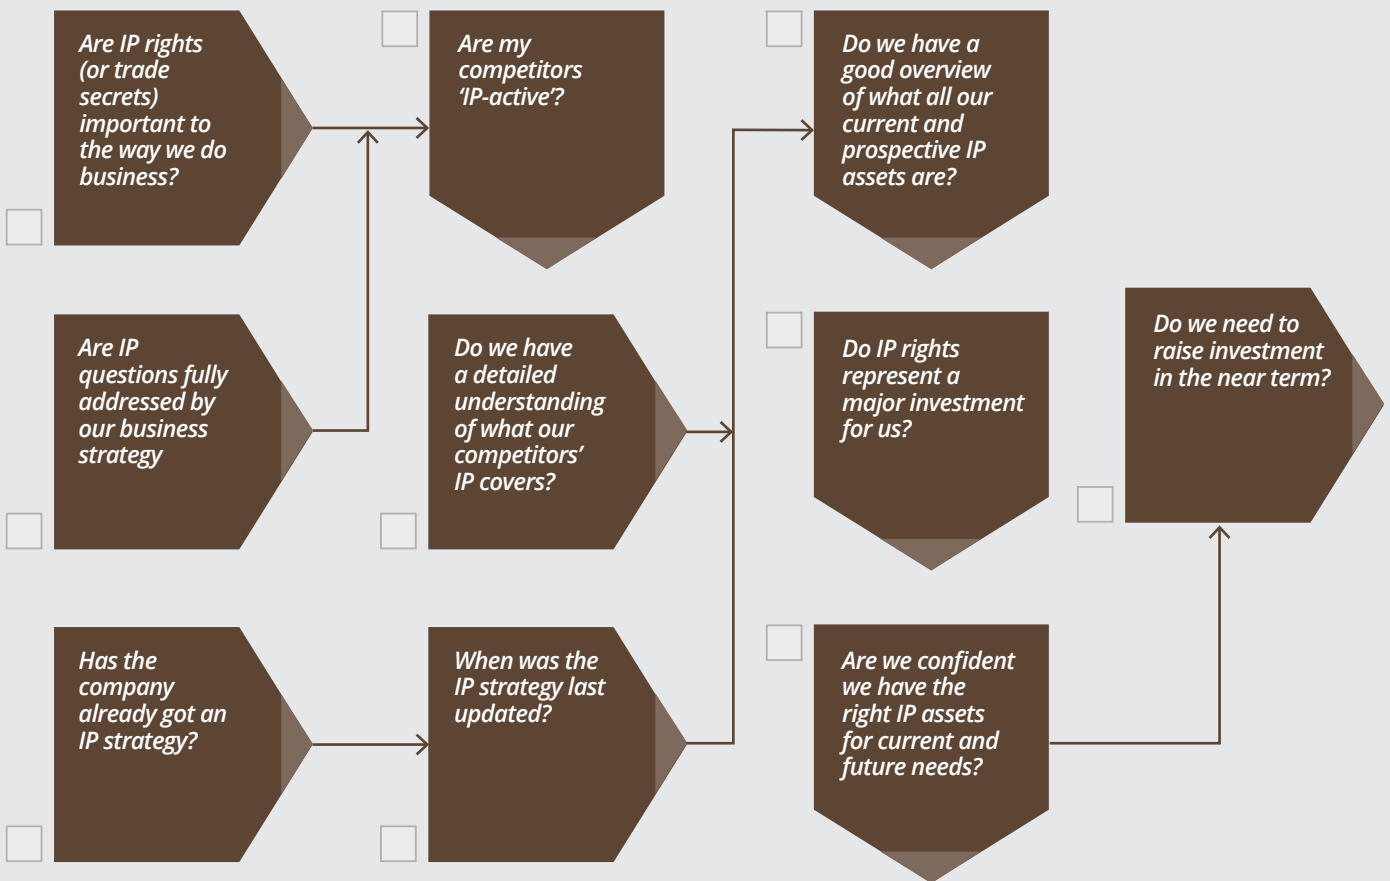 Are IP rights
(or trade
secrets)
important to
the way we do
business?
Are my
competitors
‘IP-active’?
Do we have a
good overview
of what all our
current and
prospective IP
assets are?
Are IP
questions fully
addressed by
our business
strategy
Do we have
a detailed
understanding
of what our
competitors’
IP covers?
Do IP rights
represent a
major investment
for us?
Do we need to
raise investment
in the near term?
Has the
company
already got an
IP strategy?
When was the
IP strategy last
updated?
Are we confident
we have the
right IP assets
for current and
future needs?